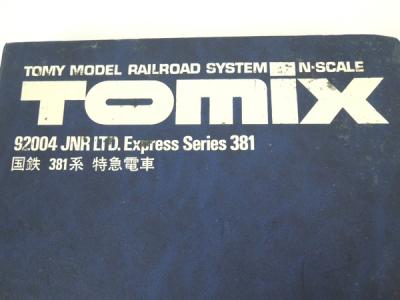 TOMY MODEL RAILROAD SYSTEM N-SCALE
TOMIX
92004 JNR LTD. Express Series 381
国鉄 381系 特急電車